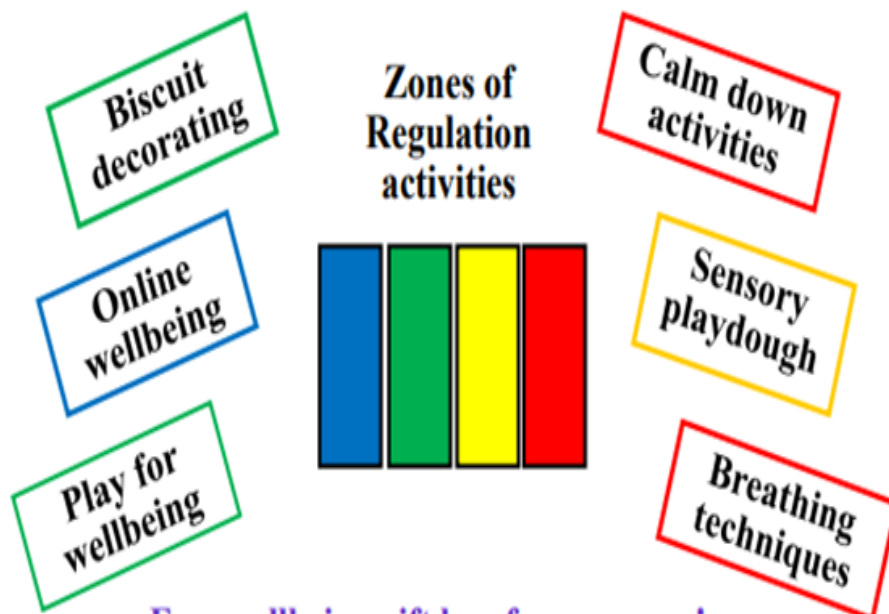 Biscuit
decorating
Zones of
Regulation
activities
Calm down
activities
Online
wellbeing
Sensory
playdough
Play for
wellbeing
Breathing
techniques